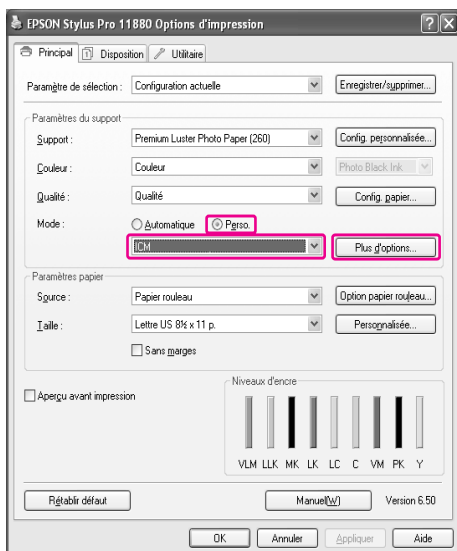 EPSON Stylus Pro 11880 Options d'impression
Principal Disposition Utilitaire
Paramètre de sélection : Configuration actuelle Enregistrer/supprimer...
Paramètres du support
Support : Premium Luster Photo Paper (260) Config. personnalisée...
Couleur : Couleur Photo Black Ink
Qualité : Qualité Config. papier...
Mode : Automatique Perso.
ICM Plus d'options...
Paramètres papier
Source : Papier rouleau Option papier rouleau...
Taille : Lettre US 8½ x 11 p. Personnalisée...
Sans marges
Aperçu avant impression
Niveaux d'encre
VLM LLK MK LK LC C VM PK Y
Rétablir défaut Manuel(W) Version 6.50
OK Annuler Appliquer Aide